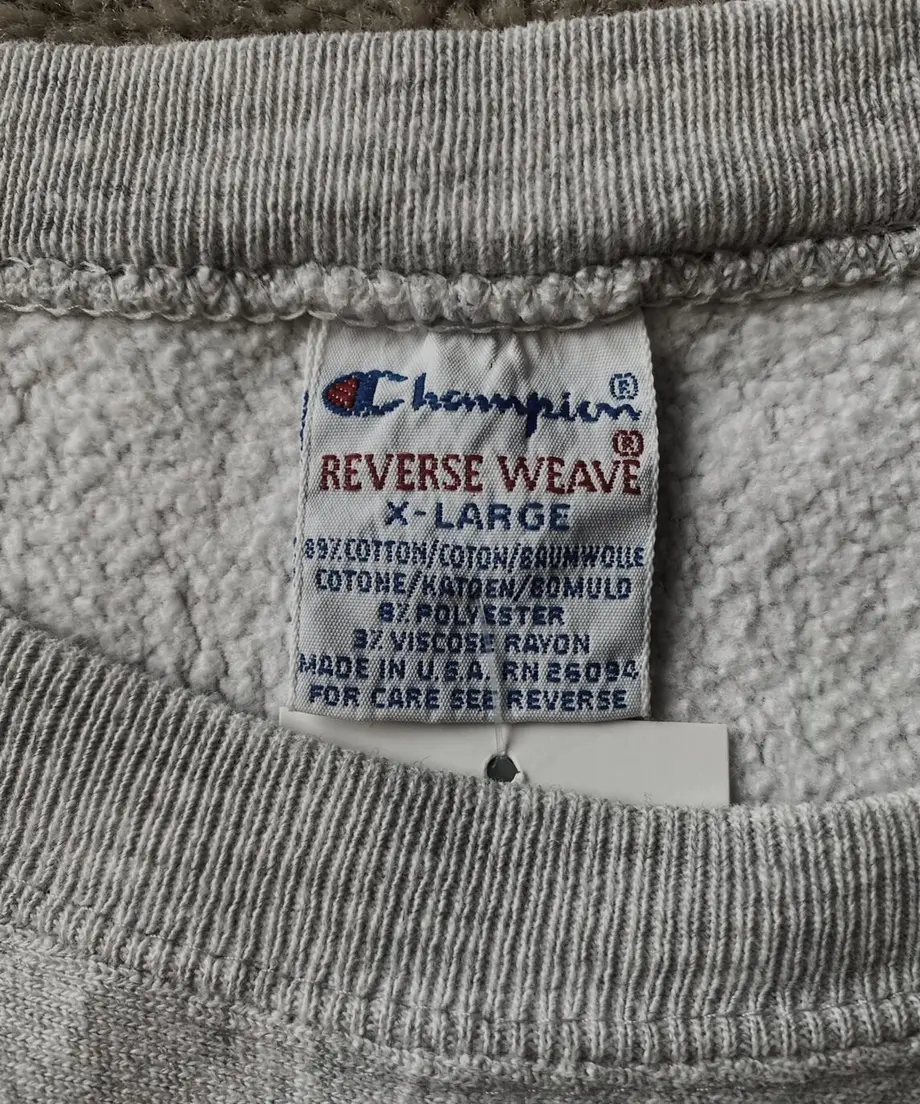 Champion®
REVERSE WEAVE®
X-LARGE
89% COTTON/COTON/BAUMWOLLE
COTONE/KATOEN/BOMULD
8% POLYESTER
3% VISCOSE RAYON
MADE IN U.S.A. RN 26094
FOR CARE SEE REVERSE